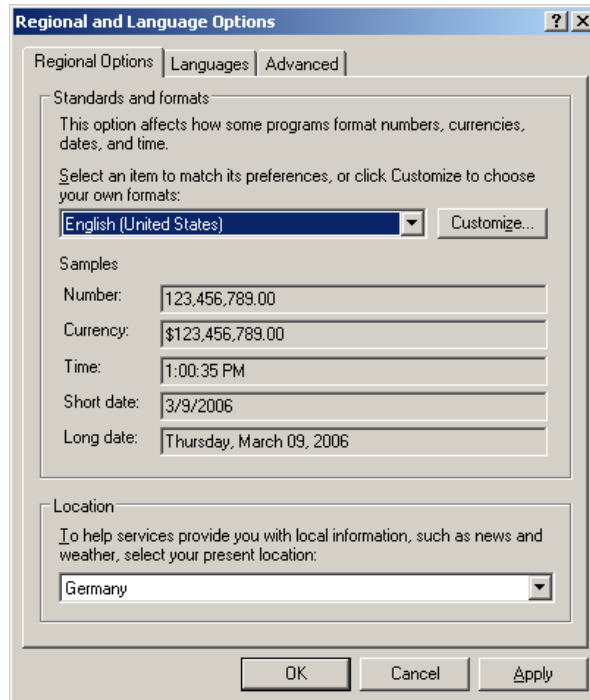 Regional and Language Options
Regional Options Languages Advanced
Standards and formats
This option affects how some programs format numbers, currencies,
dates, and time.
Select an item to match its preferences, or click Customize to choose
your own formats:
English (United States) Customize...
Samples
Number: 123,456,789.00
Currency: $123,456,789.00
Time: 1:00:35 PM
Short date: 3/9/2006
Long date: Thursday, March 09, 2006
Location
To help services provide you with local information, such as news and
weather, select your present location:
Germany
OK Cancel Apply